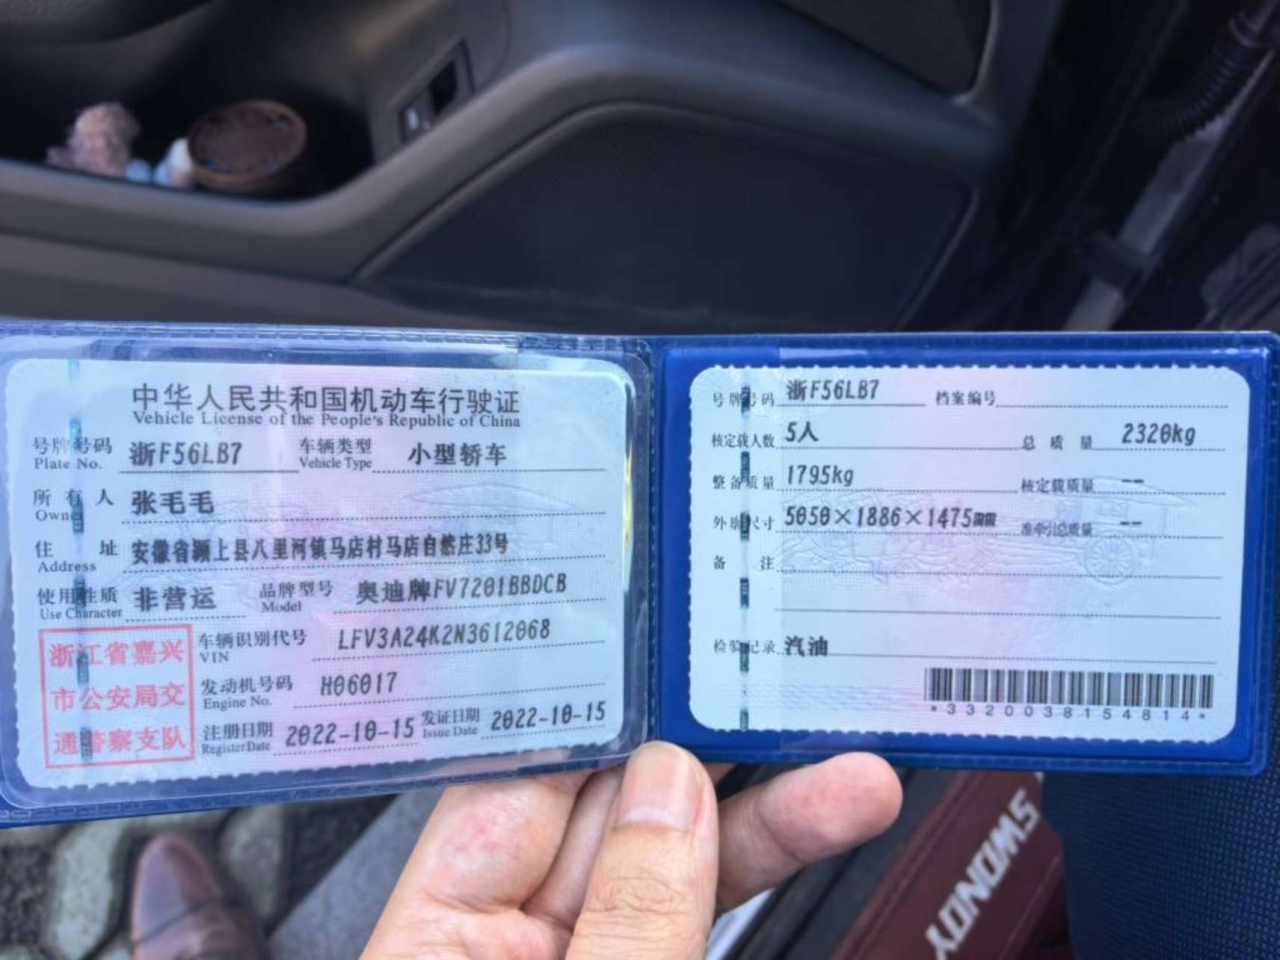 中华人民共和国机动车行驶证
Vehicle License of the People's Republic of China
号牌号码 浙F56LB7 车辆类型 小型轿车
Plate No. Vehicle Type
所有人 张毛毛
Owner
住址 安徽省颍上县八里河镇马店村马店自然庄33号
Address
使用性质 非营运 品牌型号 奥迪牌FV7201BBDCB
Use Character Model
浙江省嘉兴
市公安局交
通警察支队
车辆识别代号 LFV3A24K2N3612068
VIN
发动机号码 H06017
Engine No.
注册日期 2022-10-15 发证日期 2022-10-15
Register Date Issue Date
号牌号码 浙F56LB7 档案编号
核定载人数 5人 总质量 2320kg
整备质量 1795kg 核定载质量 --
外廓尺寸 5050×1886×1475mm 准牵引总质量 --
备注
检验记录 汽油
*3320038154814*
5WONDY